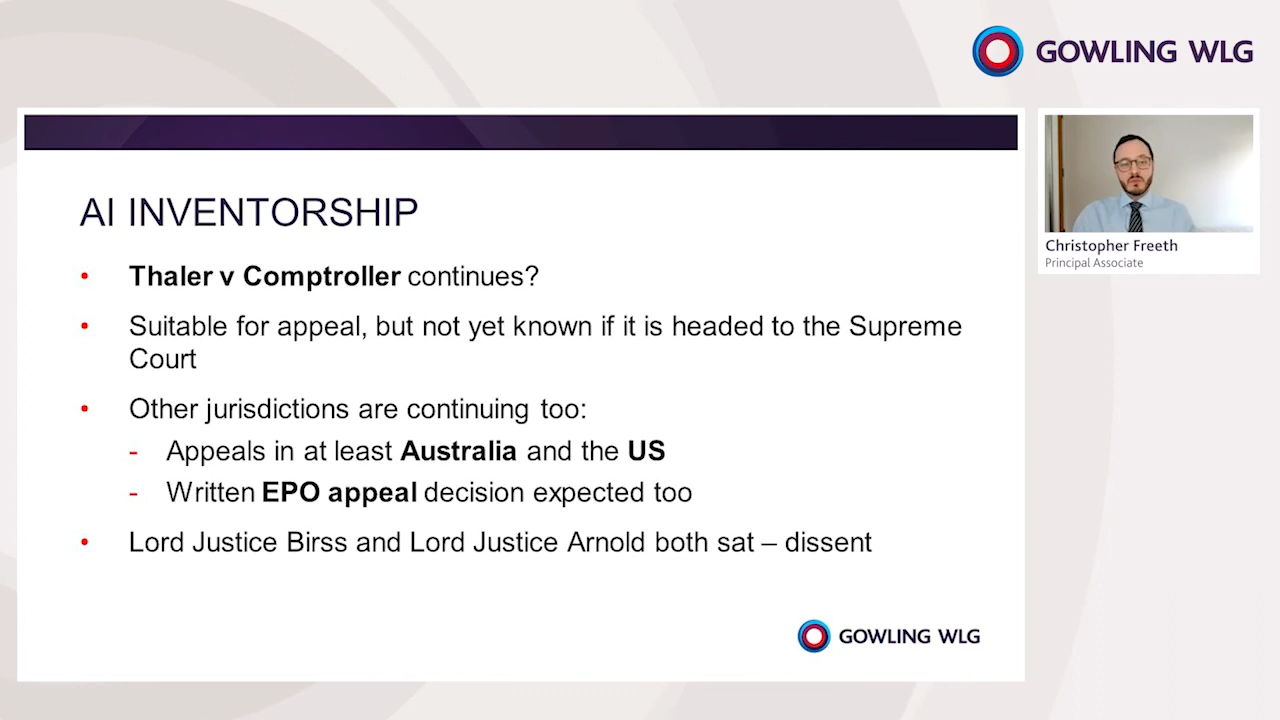 GOWLING WLG
AI INVENTORSHIP
• Thaler v Comptroller continues?
• Suitable for appeal, but not yet known if it is headed to the Supreme
Court
• Other jurisdictions are continuing too:
- Appeals in at least Australia and the US
- Written EPO appeal decision expected too
• Lord Justice Birss and Lord Justice Arnold both sat – dissent
GOWLING WLG
Christopher Freeth
Principal Associate